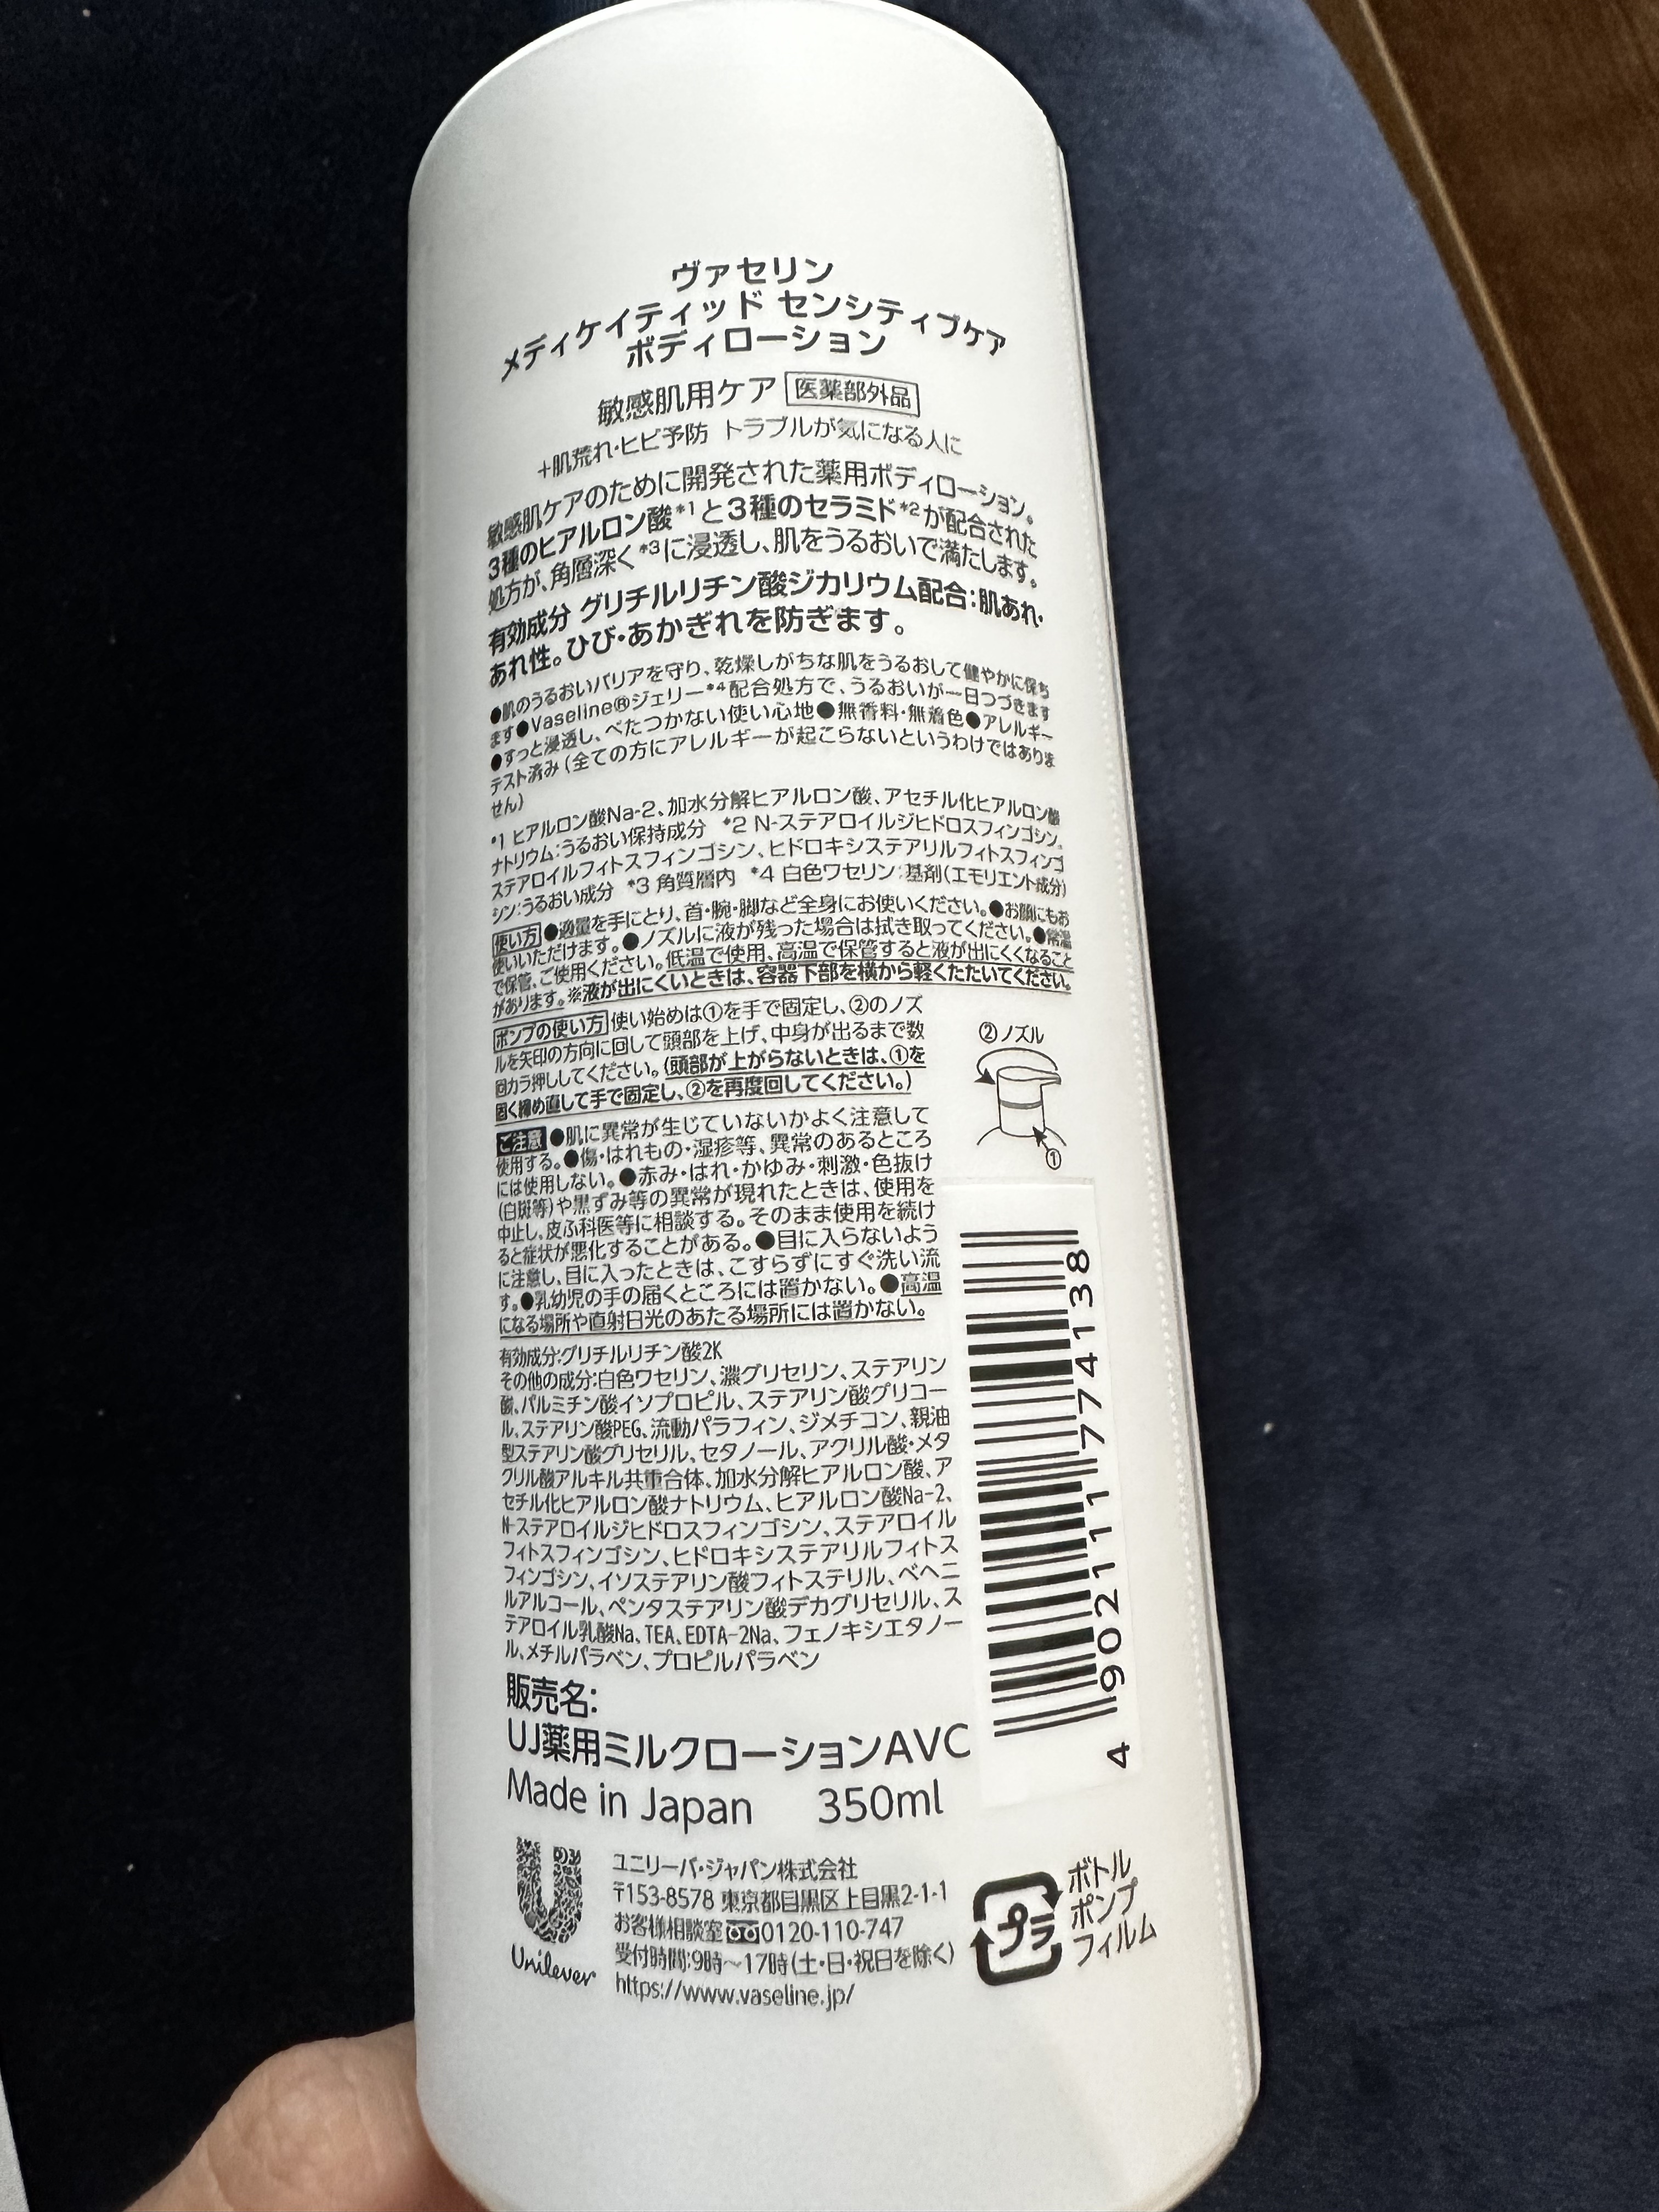 ヴァセリン
メディケイティッド センシティブケア
ボディローション
敏感肌用ケア 医薬部外品
+肌荒れ・ヒビ予防 トラブルが気になる人に
敏感肌ケアのために開発された薬用ボディローション。
3種のヒアルロン酸*1と3種のセラミド*2が配合された
処方が、角層深く*3に浸透し、肌をうるおいで満たします。
有効成分 グリチルリチン酸ジカリウム配合:肌あれ・
あれ性。ひび・あかぎれを防ぎます。
●肌のうるおいバリアを守り、乾燥しがちな肌をうるおして健やかに保ち
ます●Vaseline®ジェリー*4配合処方で、うるおいが一日つづきます
●すっと浸透し、べたつかない使い心地●無香料・無着色●アレルギー
テスト済み(全ての方にアレルギーが起こらないというわけではありま
せん)
*1 ヒアルロン酸Na-2、加水分解ヒアルロン酸、アセチル化ヒアルロン酸
ナトリウム:うるおい保持成分 *2 N-ステアロイルジヒドロスフィンゴシン、
ステアロイルフィトスフィンゴシン、ヒドロキシステアリルフィトスフィンゴ
シン:うるおい成分 *3 角質層内 *4 白色ワセリン:基剤(エモリエント成分)
使い方 ●適量を手にとり、首・腕・脚など全身にお使いください。●お顔にもお
使いいただけます。●ノズルに液が残った場合は拭き取ってください。●常温
で保管、ご使用ください。低温で使用、高温で保管すると液が出にくくなること
があります。※液が出にくいときは、容器下部を横から軽くたたいてください。
ポンプの使い方 使い始めは①を手で固定し、②のノズ
ルを矢印の方向に回して頭部を上げ、中身が出るまで数
回カラ押ししてください。(頭部が上がらないときは、①を
固く締め直して手で固定し、②を再度回してください。)
②ノズル
①
ご注意 ●肌に異常が生じていないかよく注意して
使用する。●傷・はれもの・湿疹等、異常のあるところ
には使用しない。●赤み・はれ・かゆみ・刺激・色抜け
(白斑等)や黒ずみ等の異常が現れたときは、使用を
中止し、皮ふ科医等に相談する。そのまま使用を続け
ると症状が悪化することがある。●目に入らないよう
に注意し、目に入ったときは、こすらずにすぐ洗い流
す。●乳幼児の手の届くところには置かない。●高温
になる場所や直射日光のあたる場所には置かない。
有効成分:グリチルリチン酸2K
その他の成分:白色ワセリン、濃グリセリン、ステアリン
酸、パルミチン酸イソプロピル、ステアリン酸グリコー
ル、ステアリン酸PEG、流動パラフィン、ジメチコン、親油
型ステアリン酸グリセリル、セタノール、アクリル酸・メタ
クリル酸アルキル共重合体、加水分解ヒアルロン酸、ア
セチル化ヒアルロン酸ナトリウム、ヒアルロン酸Na-2、
N-ステアロイルジヒドロスフィンゴシン、ステアロイル
フィトスフィンゴシン、ヒドロキシステアリルフィトス
フィンゴシン、イソステアリン酸フィトステリル、ベヘニ
ルアルコール、ペンタステアリン酸デカグリセリル、ス
テアロイル乳酸Na、TEA、EDTA-2Na、フェノキシエタノー
ル、メチルパラベン、プロピルパラベン
4 902111 774138
販売名:
UJ薬用ミルクローションAVC
Made in Japan 350ml
Unilever
ユニリーバ・ジャパン株式会社
〒153-8578 東京都目黒区上目黒2-1-1
お客様相談室 0120-110-747
受付時間:9時～17時(土・日・祝日を除く)
https://www.vaseline.jp/
プラ
ボトル
ポンプ
フィルム